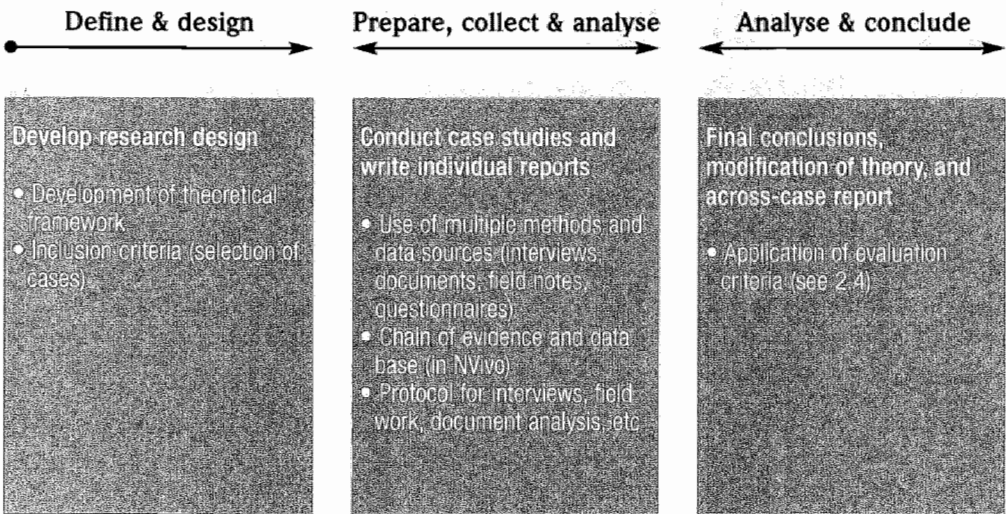 Define & design
Prepare, collect & analyse
Analyse & conclude
Develop research design
• Development of theoretical
framework
• Inclusion criteria (selection of
cases)
Conduct case studies and
write individual reports
• Use of multiple methods and
data sources (interviews,
documents, field notes,
questionnaires)
• Chain of evidence and data
base (in NVivo)
• Protocol for interviews, field
work, document analysis, etc
Final conclusions,
modification of theory, and
across-case report
• Application of evaluation
criteria (see 2.4)